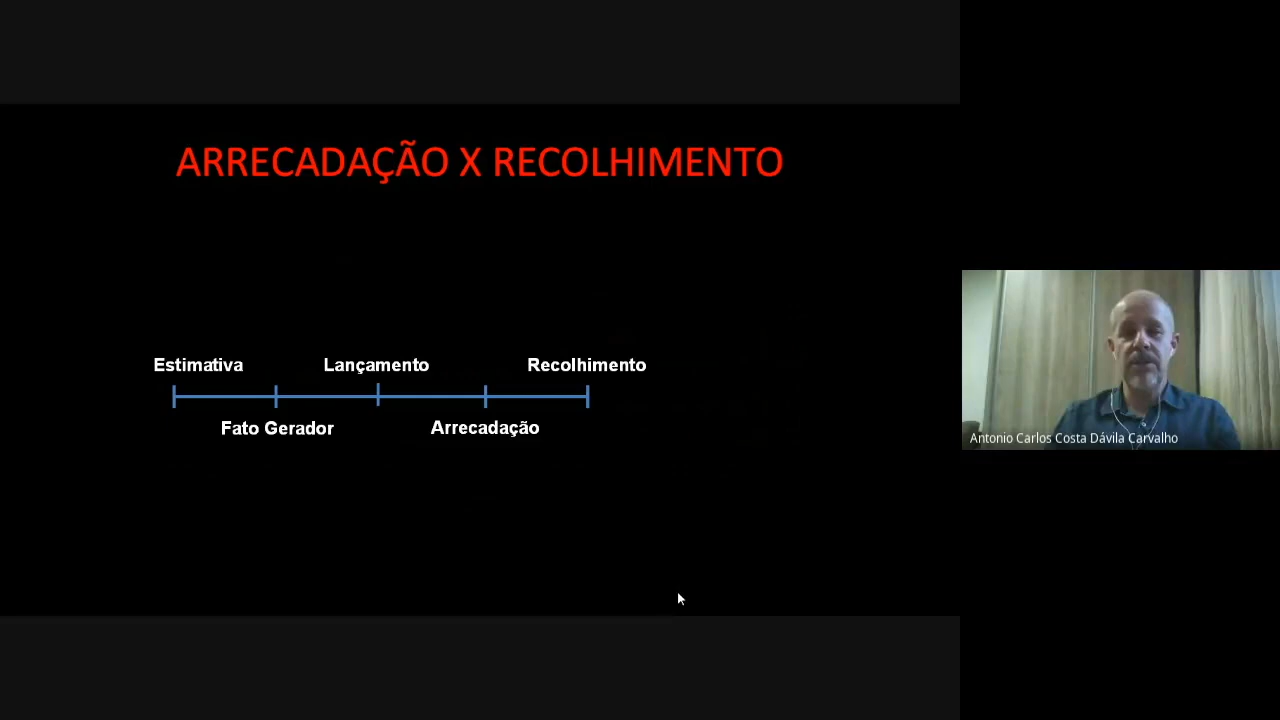 ARRECADAÇÃO X RECOLHIMENTO
Estimativa
Lançamento
Recolhimento
Fato Gerador
Arrecadação
Antonio Carlos Costa Dávila Carvalho